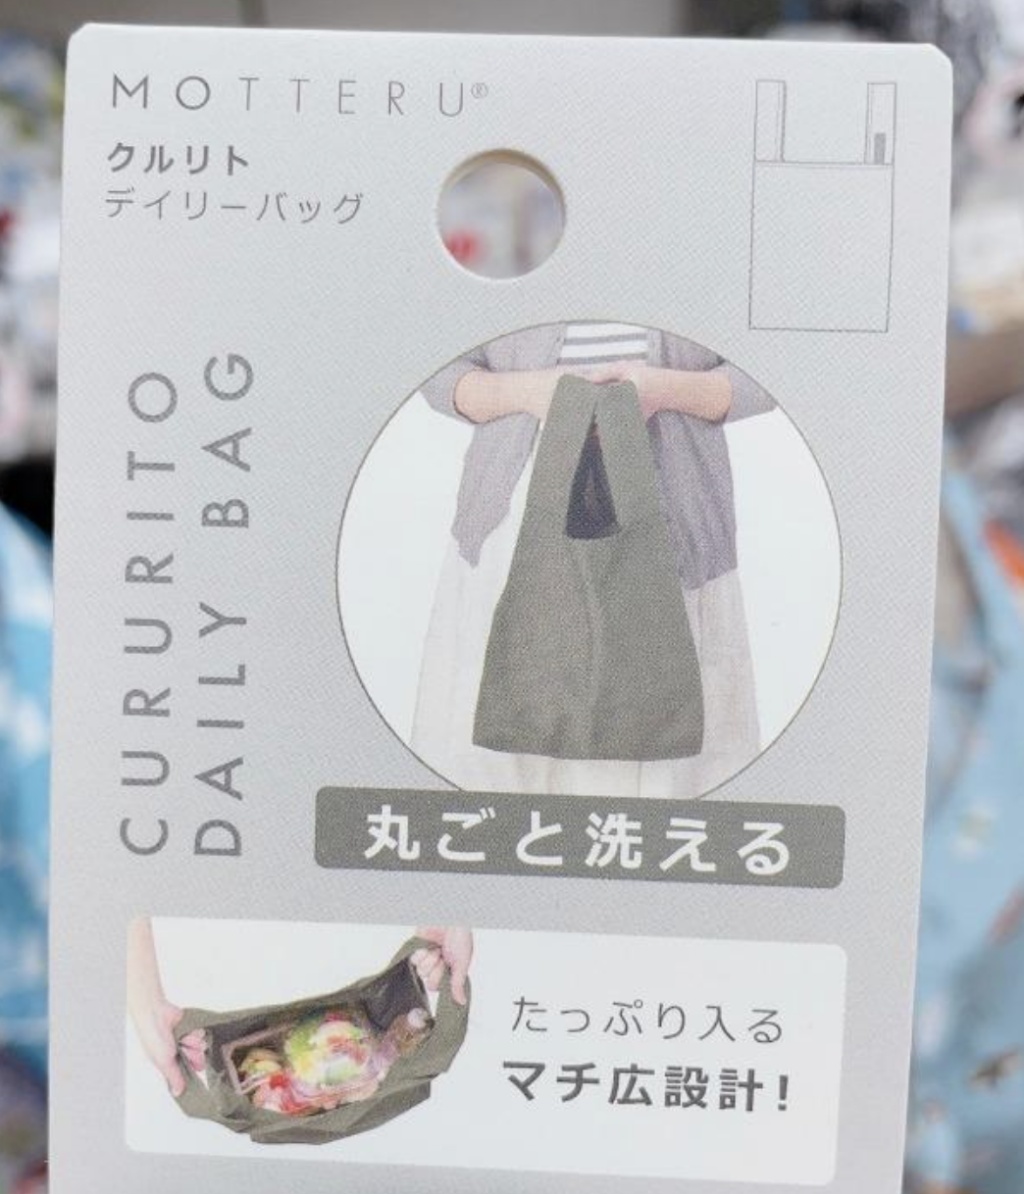 MOTTERU®
クルリト
デイリーバッグ
CURURITO
DAILY BAG
丸ごと洗える
たっぷり入る
マチ広設計!